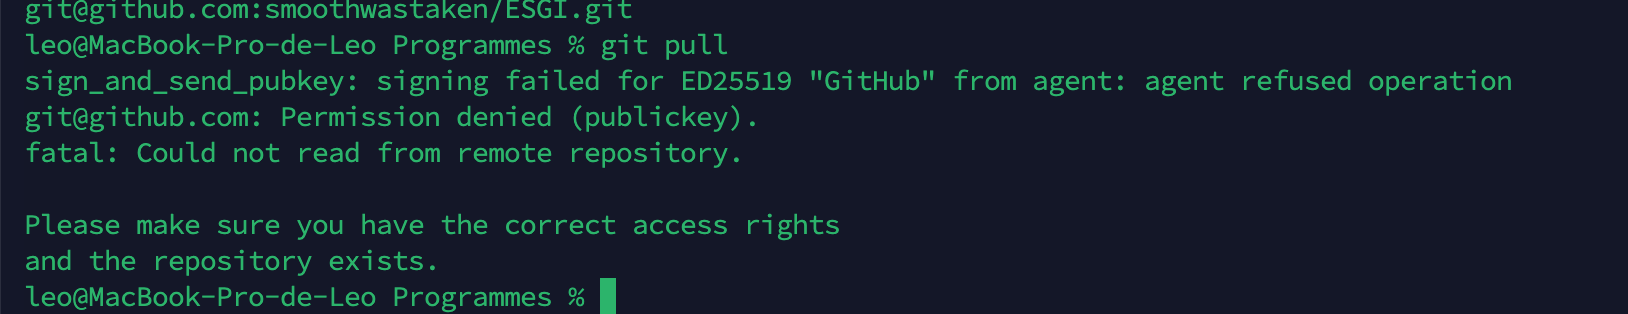 git@github.com:smoothwastaken/ESGI.git
leo@MacBook-Pro-de-Leo Programmes % git pull
sign_and_send_pubkey: signing failed for ED25519 "GitHub" from agent: agent refused operation
git@github.com: Permission denied (publickey).
fatal: Could not read from remote repository.
Please make sure you have the correct access rights
and the repository exists.
leo@MacBook-Pro-de-Leo Programmes %